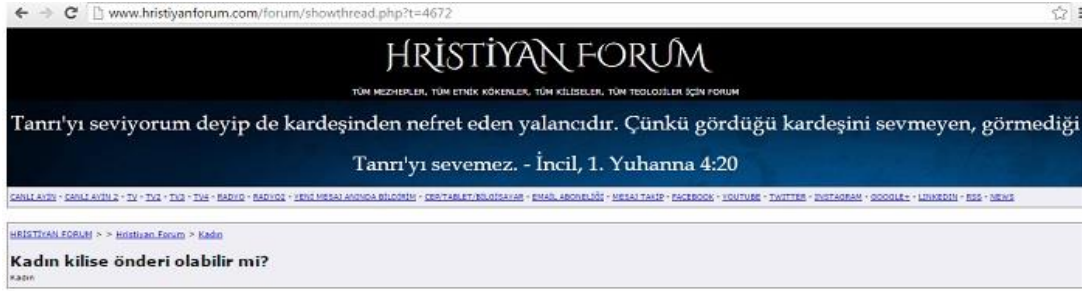 www.hristiyanforum.com/forum/showthread.php?t=4672
HRİSTİYAN FORUM
TÜM MEZHEPLER, TÜM ETNİK KÖKENLER, TÜM KİLİSELER, TÜM TEOLOJİLER İÇİN FORUM
Tanrı'yı seviyorum deyip de kardeşinden nefret eden yalancıdır. Çünkü gördüğü kardeşini sevmeyen, görmediği
Tanrı'yı sevemez. - İncil, 1. Yuhanna 4:20
CANLI AYİN - CANLI AYİN 2 - TV - TV2 - TV3 - TV4 - RADYO - RADYO2 - YENİ MESAJ ANINDA BİLDİRİM - CEP/TABLET/BİLGİSAYAR - EMAİL ABONELİĞİ - MESAJ TAKİP - FACEBOOK - YOUTUBE - TWITTER - INSTAGRAM - GOOGLE+ - LINKEDIN - RSS - NEWS
HRİSTİYAN FORUM > > Hristiyan Forum > Kadın
Kadın kilise önderi olabilir mi?
Kadın